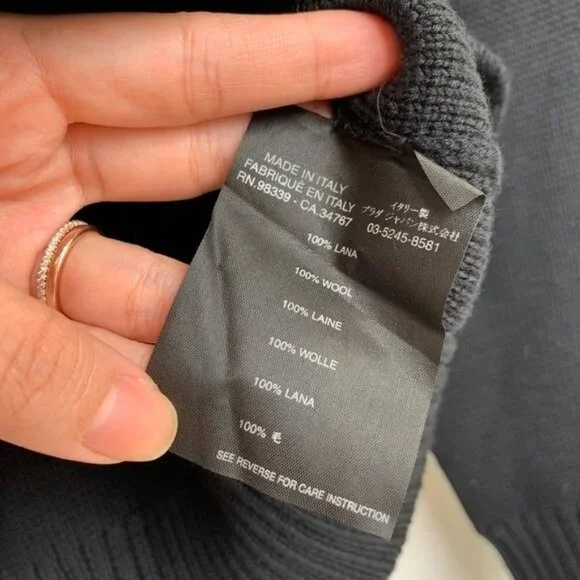 MADE IN ITALY
FABRIQUÉ EN ITALY
RN.98339 - CA.34767
イタリー製
プラダ ジャパン株式会社
03-5245-8581
100% LANA
100% WOOL
100% LAINE
100% WOLLE
100% LANA
100% 毛
SEE REVERSE FOR CARE INSTRUCTION